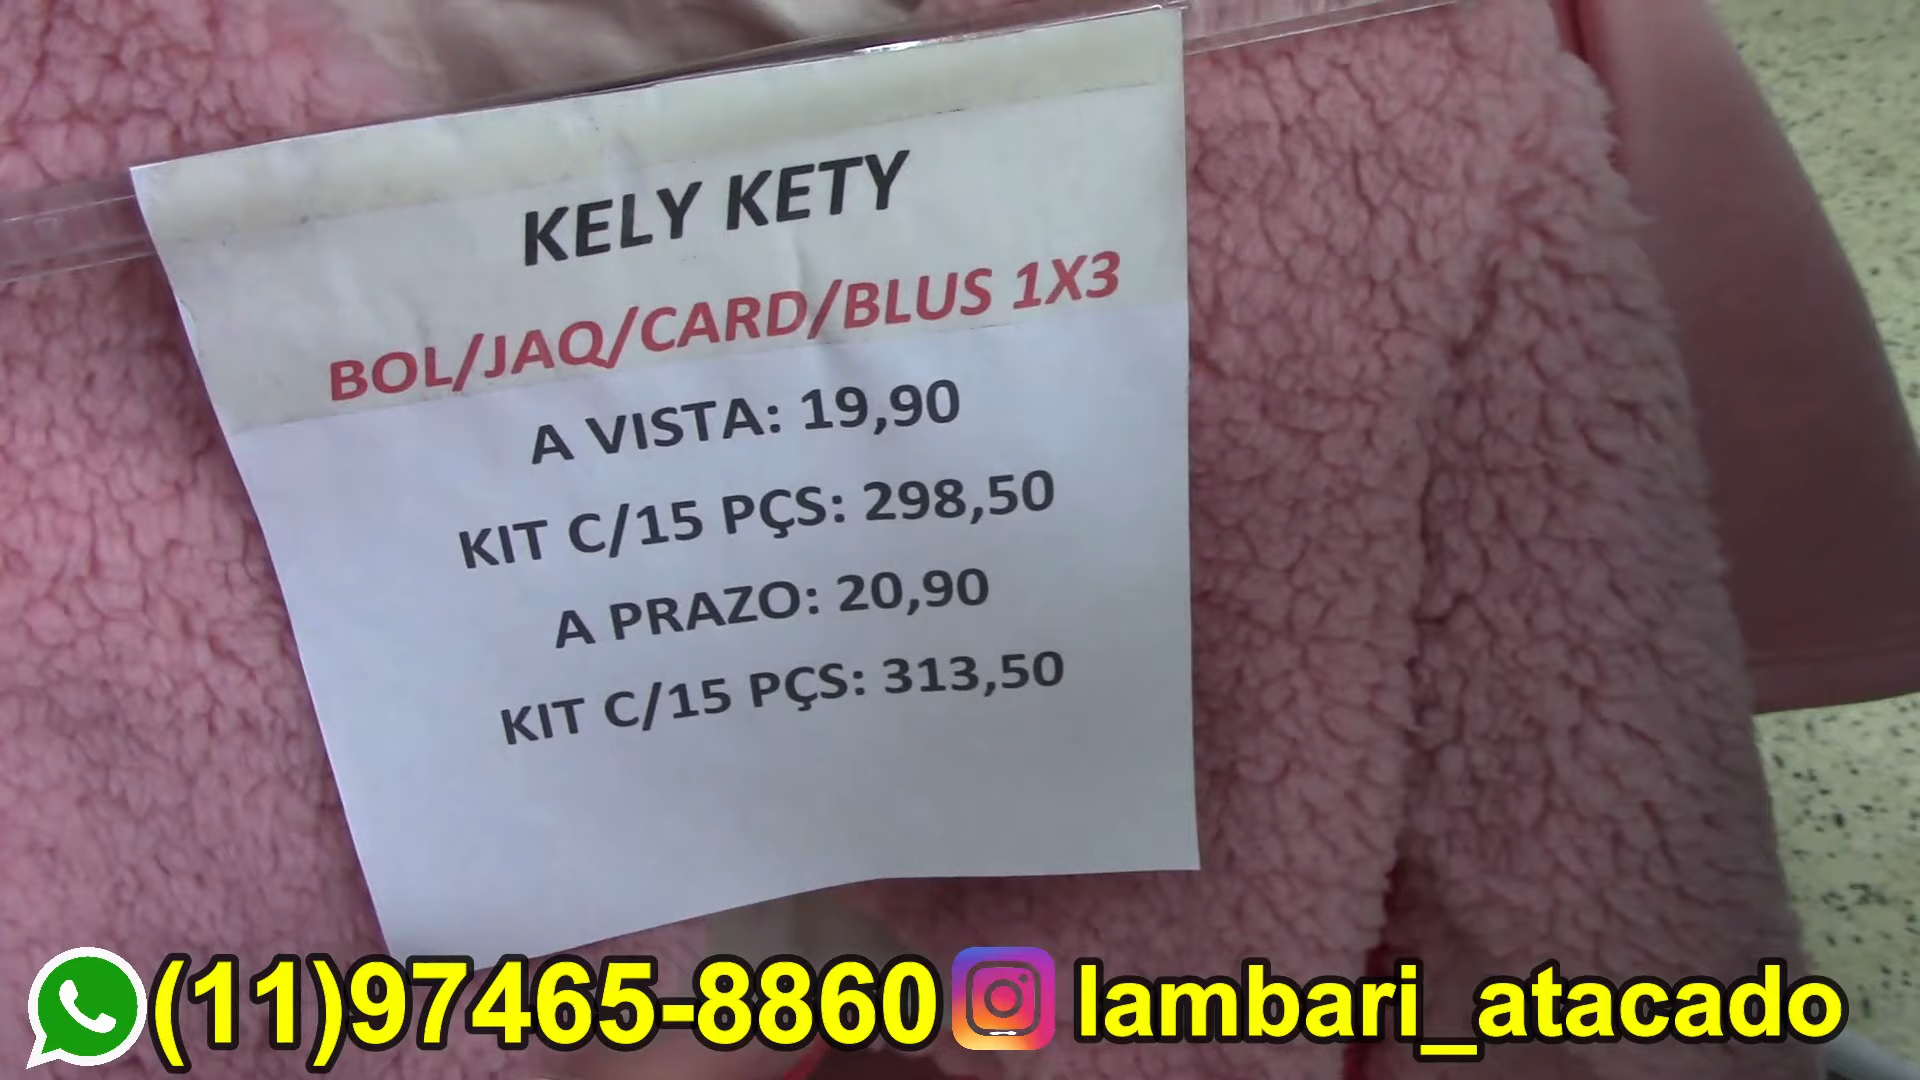 KELY KETY
BOL/JAQ/CARD/BLUS 1X3
A VISTA: 19,90
KIT C/15 PÇS: 298,50
A PRAZO: 20,90
KIT C/15 PÇS: 313,50
(11)97465-8860 lambari_atacado